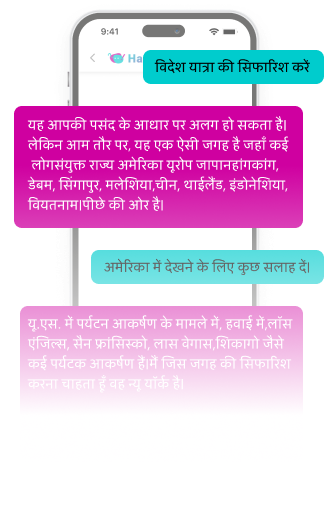 9:41
Ha
विदेश यात्रा की सिफारिश करें
यह आपकी पसंद के आधार पर अलग हो सकता है।
लेकिन आम तौर पर, यह एक ऐसी जगह है जहाँ कई
लोगसंयुक्त राज्य अमेरिका यूरोप जापानहांगकांग,
डेबम, सिंगापुर, मलेशिया,चीन, थाईलैंड, इंडोनेशिया,
वियतनाम।पीछे की ओर है।
अमेरिका में देखने के लिए कुछ सलाह दें।
यू.एस. में पर्यटन आकर्षण के मामले में, हवाई में,लॉस
एंजिल्स, सैन फ्रांसिस्को, लास वेगास,शिकागो जैसे
कई पर्यटक आकर्षण हैं।मैं जिस जगह की सिफारिश
करना चाहता हूँ वह न्यू यॉर्क है।